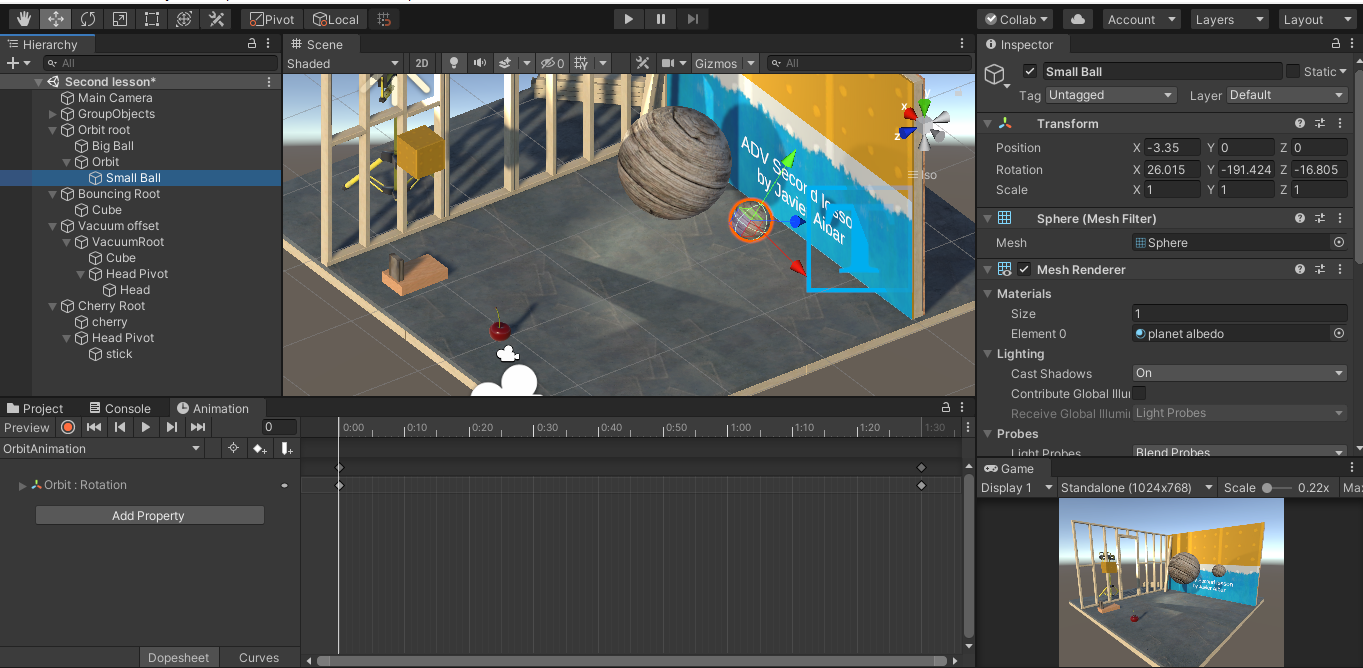 Pivot Local Collab Account Layers Layout
Hierarchy
All
Second lesson*
Main Camera
GroupObjects
Orbit root
Big Ball
Orbit
Small Ball
Bouncing Root
Cube
Vacuum offset
VacuumRoot
Cube
Head Pivot
Head
Cherry Root
cherry
Head Pivot
stick
Scene
Shaded 2D 0 Gizmos All
ADV Second lesson
by Javier Aibar
y
x
z
Iso
Inspector
Small Ball Static
Tag Untagged Layer Default
Transform
Position X -3.35 Y 0 Z 0
Rotation X 26.015 Y -191.424 Z -16.805
Scale X 1 Y 1 Z 1
Sphere (Mesh Filter)
Mesh Sphere
Mesh Renderer
Materials
Size 1
Element 0 planet albedo
Lighting
Cast Shadows On
Contribute Global Illui
Receive Global Illumii Light Probes
Probes
Light Probes Blend Probes
Project Console Animation
Preview 0
0:00 0:10 0:20 0:30 0:40 0:50 1:00 1:10 1:20 1:30
OrbitAnimation
Orbit : Rotation
Add Property
Dopesheet Curves
Game
Display 1 Standalone (1024x768) Scale 0.22x Ma